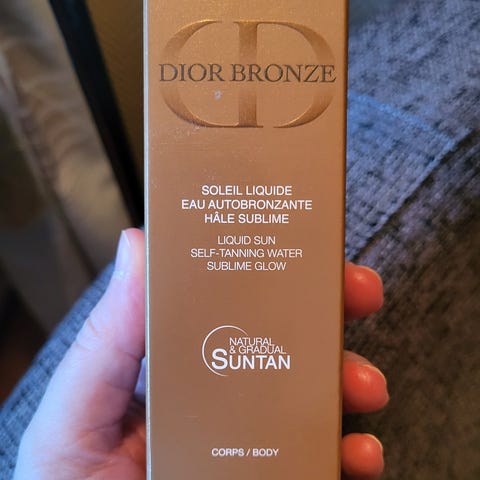 DIOR BRONZE
SOLEIL LIQUIDE
EAU AUTOBRONZANTE
HÂLE SUBLIME
LIQUID SUN
SELF-TANNING WATER
SUBLIME GLOW
NATURAL
& GRADUAL
SUNTAN
CORPS / BODY